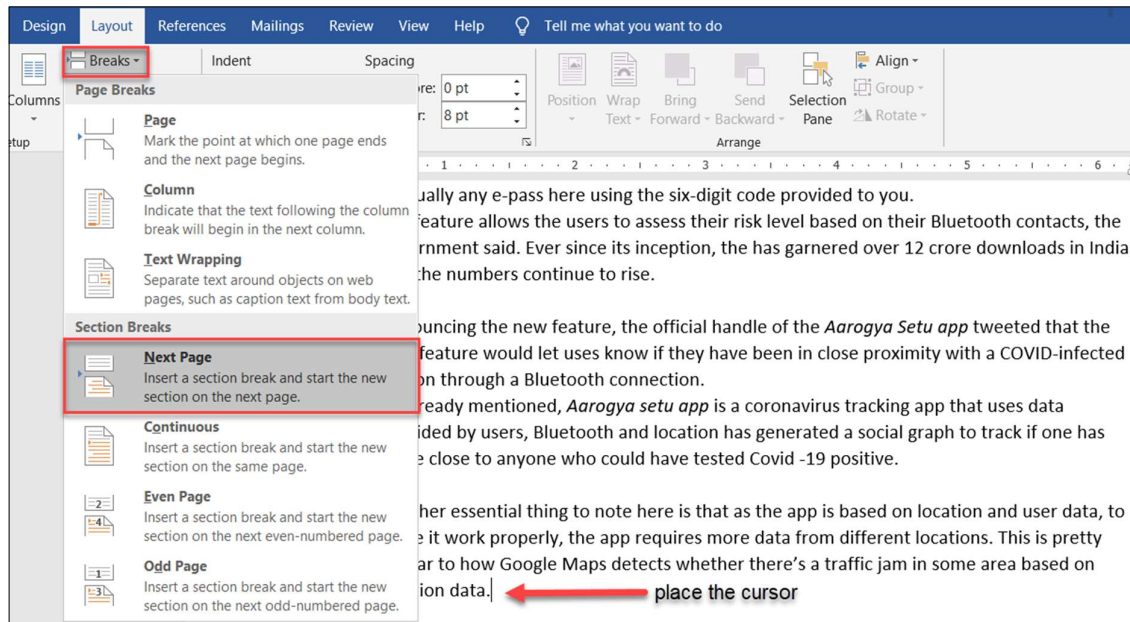 Design Layout References Mailings Review View Help Tell me what you want to do
Breaks
Indent Spacing
Align
Group
Rotate
Columns
0 pt
8 pt
Position Wrap Text Bring Forward Send Backward Selection Pane
Arrange
1 2 3 4 5 6
Page Breaks
Page
Mark the point at which one page ends
and the next page begins.
Column
Indicate that the text following the column
break will begin in the next column.
Text Wrapping
Separate text around objects on web
pages, such as caption text from body text.
Section Breaks
Next Page
Insert a section break and start the new
section on the next page.
Continuous
Insert a section break and start the new
section on the same page.
Even Page
Insert a section break and start the new
section on the next even-numbered page.
2
4
Odd Page
Insert a section break and start the new
section on the next odd-numbered page.
1
3
any e-pass here using the six-digit code provided to you.
feature allows the users to assess their risk level based on their Bluetooth contacts, the
said. Ever since its inception, the has garnered over 12 crore downloads in India
the numbers continue to rise.
the new feature, the official handle of the Aarogya Setu app tweeted that the
feature would let uses know if they have been in close proximity with a COVID-infected
through a Bluetooth connection.
mentioned, Aarogya setu app is a coronavirus tracking app that uses data
by users, Bluetooth and location has generated a social graph to track if one has
close to anyone who could have tested Covid -19 positive.
essential thing to note here is that as the app is based on location and user data, to
it work properly, the app requires more data from different locations. This is pretty
to how Google Maps detects whether there’s a traffic jam in some area based on
data.
place the cursor